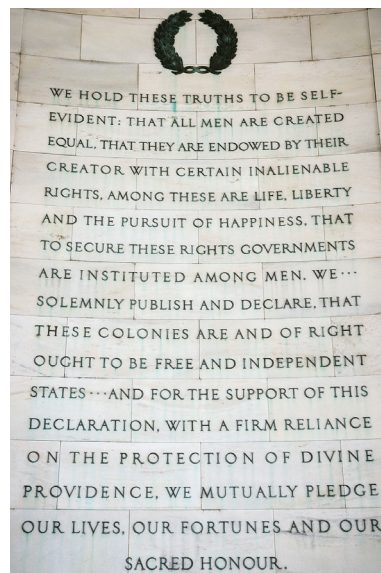 WE HOLD THESE TRUTHS TO BE SELF-
EVIDENT: THAT ALL MEN ARE CREATED
EQUAL, THAT THEY ARE ENDOWED BY THEIR
CREATOR WITH CERTAIN INALIENABLE
RIGHTS, AMONG THESE ARE LIFE, LIBERTY
AND THE PURSUIT OF HAPPINESS, THAT
TO SECURE THESE RIGHTS GOVERNMENTS
ARE INSTITUTED AMONG MEN. WE···
SOLEMNLY PUBLISH AND DECLARE, THAT
THESE COLONIES ARE AND OF RIGHT
OUGHT TO BE FREE AND INDEPENDENT
STATES···AND FOR THE SUPPORT OF THIS
DECLARATION, WITH A FIRM RELIANCE
ON THE PROTECTION OF DIVINE
PROVIDENCE, WE MUTUALLY PLEDGE
OUR LIVES, OUR FORTUNES AND OUR
SACRED HONOUR.